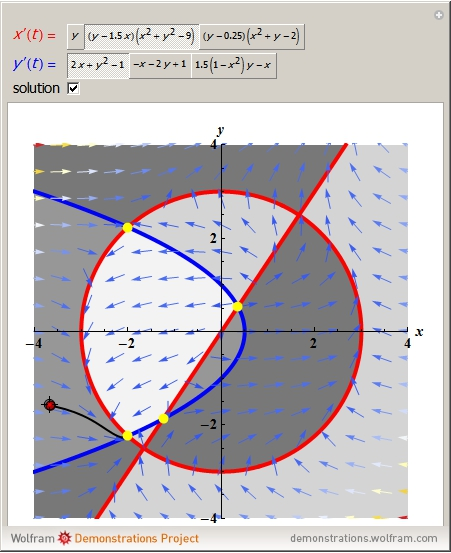 x′(t) = y (y−1.5 x)(x²+y²−9) (y−0.25)(x²+y−2)
y′(t) = 2 x+y²−1 −x−2 y+1 1.5(1−x²) y−x
solution
y
4
2
−4 −2 2 4 x
−2
−4
Wolfram Demonstrations Project demonstrations.wolfram.com